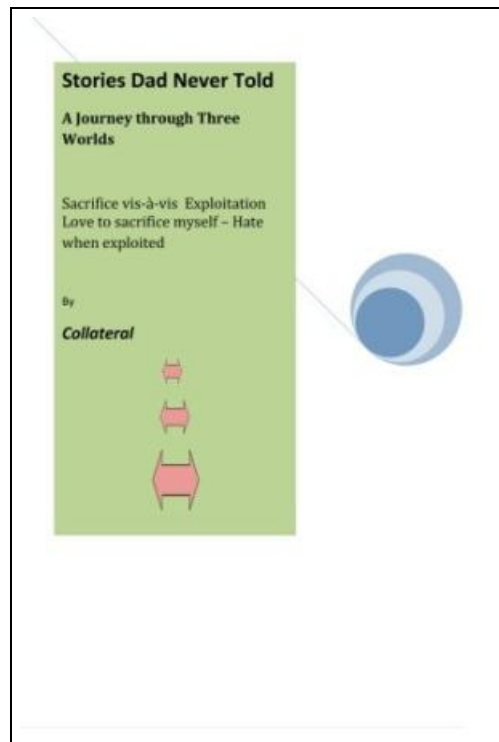 Stories Dad Never Told
A Journey through Three
Worlds
Sacrifice vis-à-vis Exploitation
Love to sacrifice myself – Hate
when exploited
By
Collateral